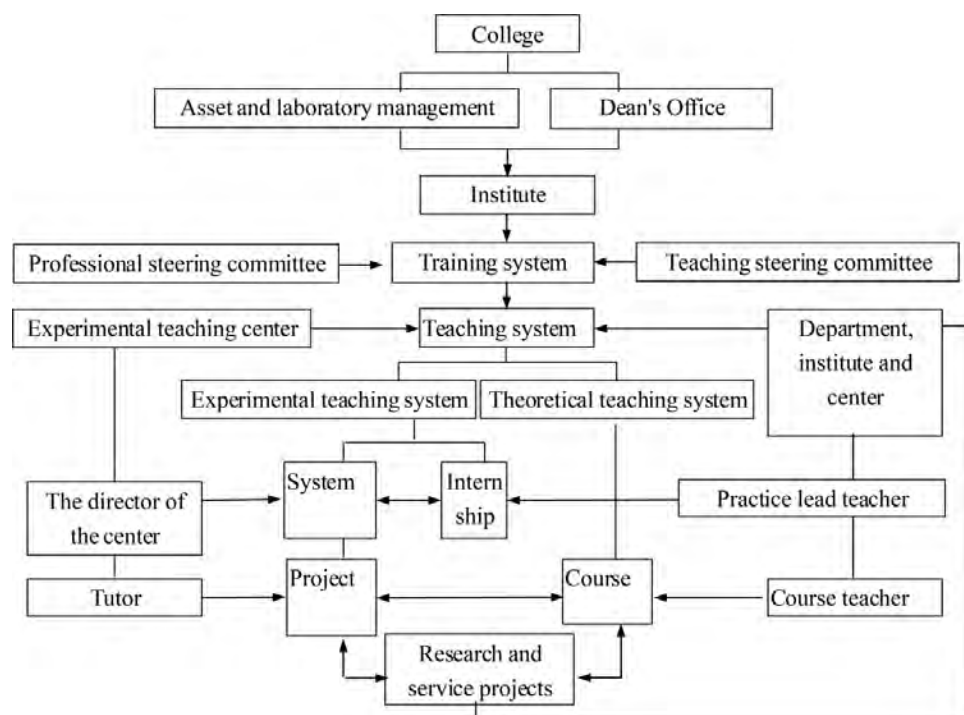 College
Asset and laboratory management
Dean's Office
Institute
Professional steering committee
Training system
Teaching steering committee
Experimental teaching center
Teaching system
Department,
institute and
center
Experimental teaching system
Theoretical teaching system
System
Intern
ship
The director of
the center
Practice lead teacher
Project
Course
Tutor
Course teacher
Research and
service projects